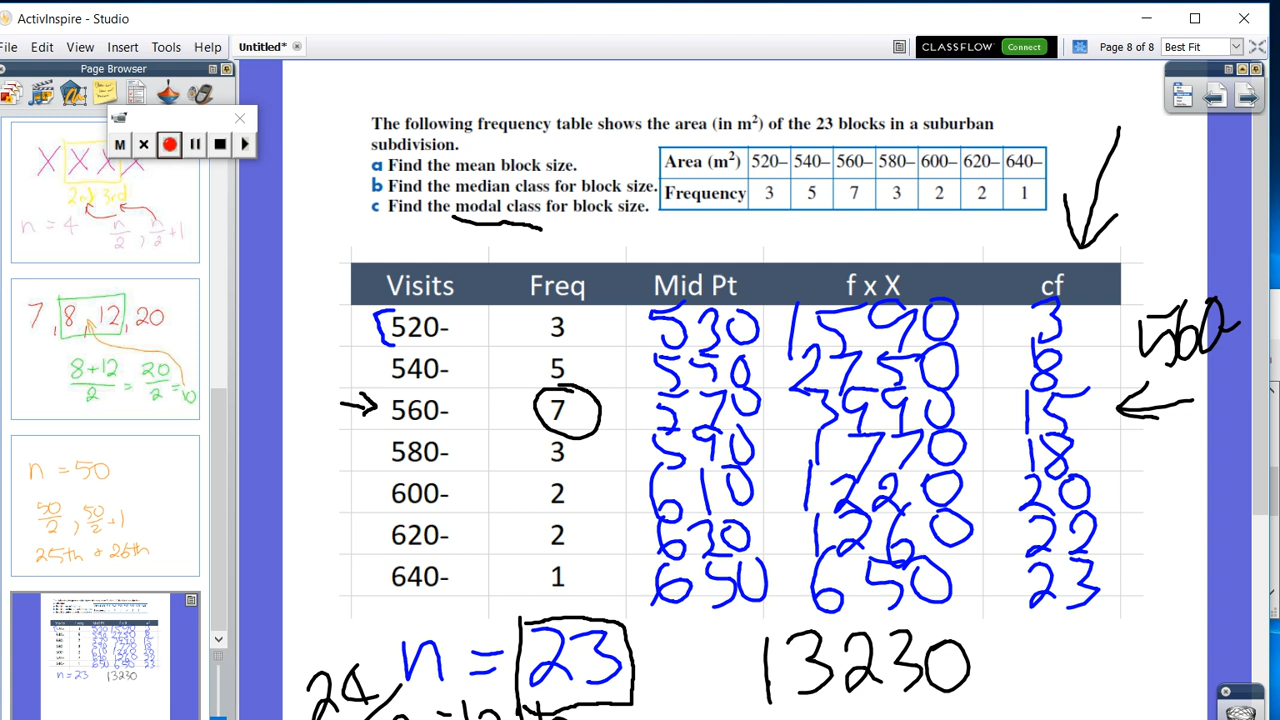 ActivInspire - Studio
File Edit View Insert Tools Help
Untitled*
CLASSFLOW Connect
Page 8 of 8
Best Fit
Page Browser
M
X X X X
2nd 3rd
n = 4 n/2, n/2+1
7, 8, 12, 20
8+12/2 = 20/2 = 10
n = 50
50/2, 50/2+1
25th + 26th
The following frequency table shows the area (in m²) of the 23 blocks in a suburban
subdivision.
a Find the mean block size.
b Find the median class for block size.
c Find the modal class for block size.
Area (m²) 520– 540– 560– 580– 600– 620– 640–
Frequency 3 5 7 3 2 2 1
Visits Freq Mid Pt f x X cf
520- 3 530 1590 3
540- 5 550 2750 8
560- 7 570 3990 15
580- 3 590 1770 18
600- 2 610 1220 20
620- 2 630 1260 22
640- 1 650 650 23
560
n = 23 13230
24